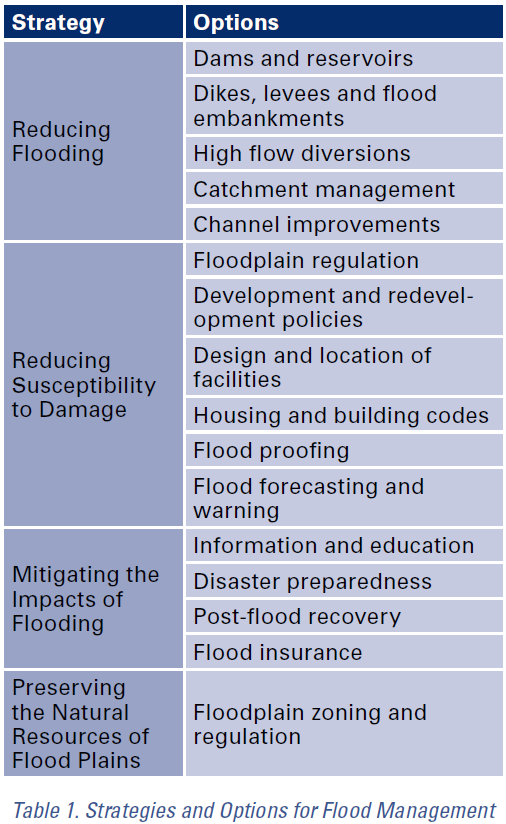 Strategy Options
Reducing
Flooding
Dams and reservoirs
Dikes, levees and flood
embankments
High flow diversions
Catchment management
Channel improvements
Reducing
Susceptibility
to Damage
Floodplain regulation
Development and redevel-
opment policies
Design and location of
facilities
Housing and building codes
Flood proofing
Flood forecasting and
warning
Mitigating the
Impacts of
Flooding
Information and education
Disaster preparedness
Post-flood recovery
Flood insurance
Preserving
the Natural
Resources of
Flood Plains
Floodplain zoning and
regulation
Table 1. Strategies and Options for Flood Management